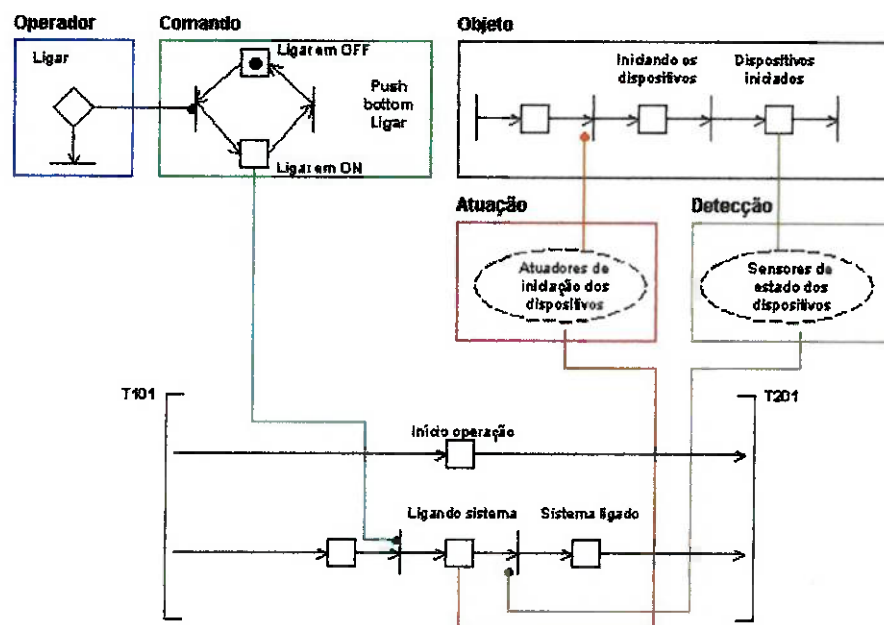 Operador
Comando
Objeto
Ligar
Ligar em OFF
Push
bottom
Ligar
Ligar em ON
Iniciando os
dispositivos
Dispositivos
iniciados
Atuação
Detecção
Atuadores de
iniciação dos
dispositivos
Sensores de
estado dos
dispositivos
T101
T201
Início operação
Ligando sistema
Sistema ligado